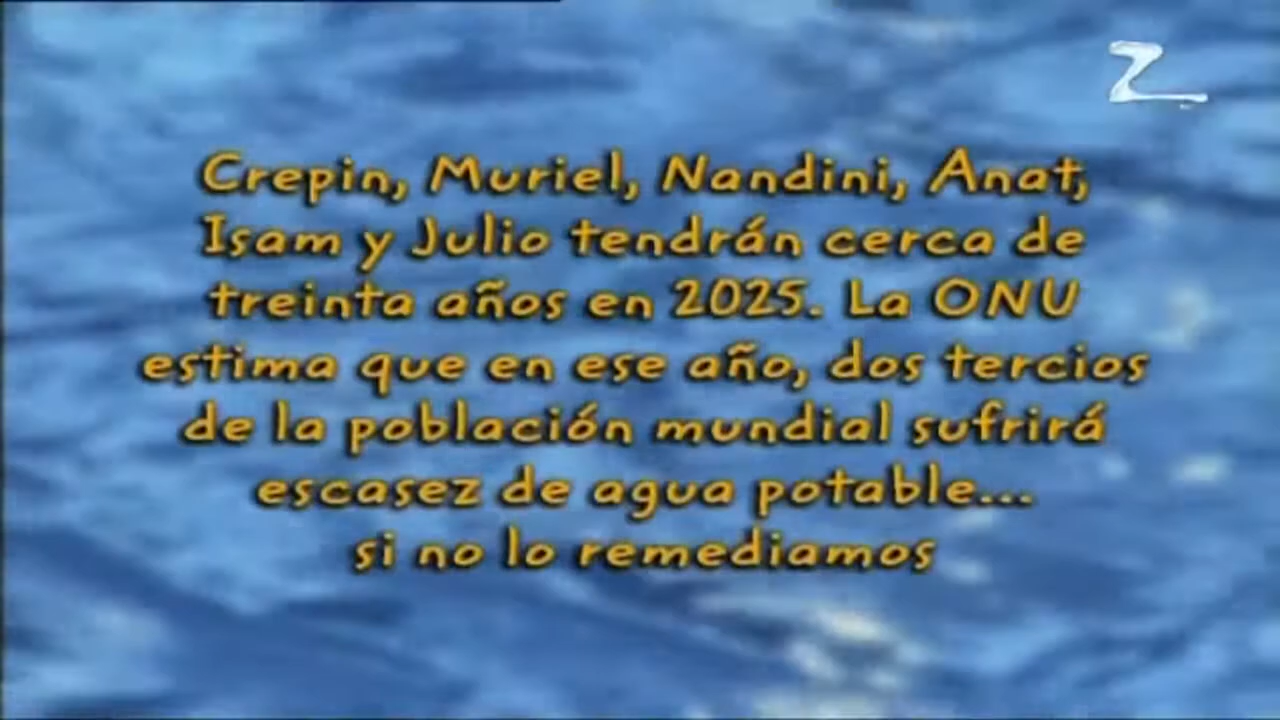 Z
Crepin, Muriel, Nandini, Anat,
Isam y Julio tendrán cerca de
treinta años en 2025. La ONU
estima que en ese año, dos tercios
de la población mundial sufrirá
escasez de agua potable...
si no lo remediamos